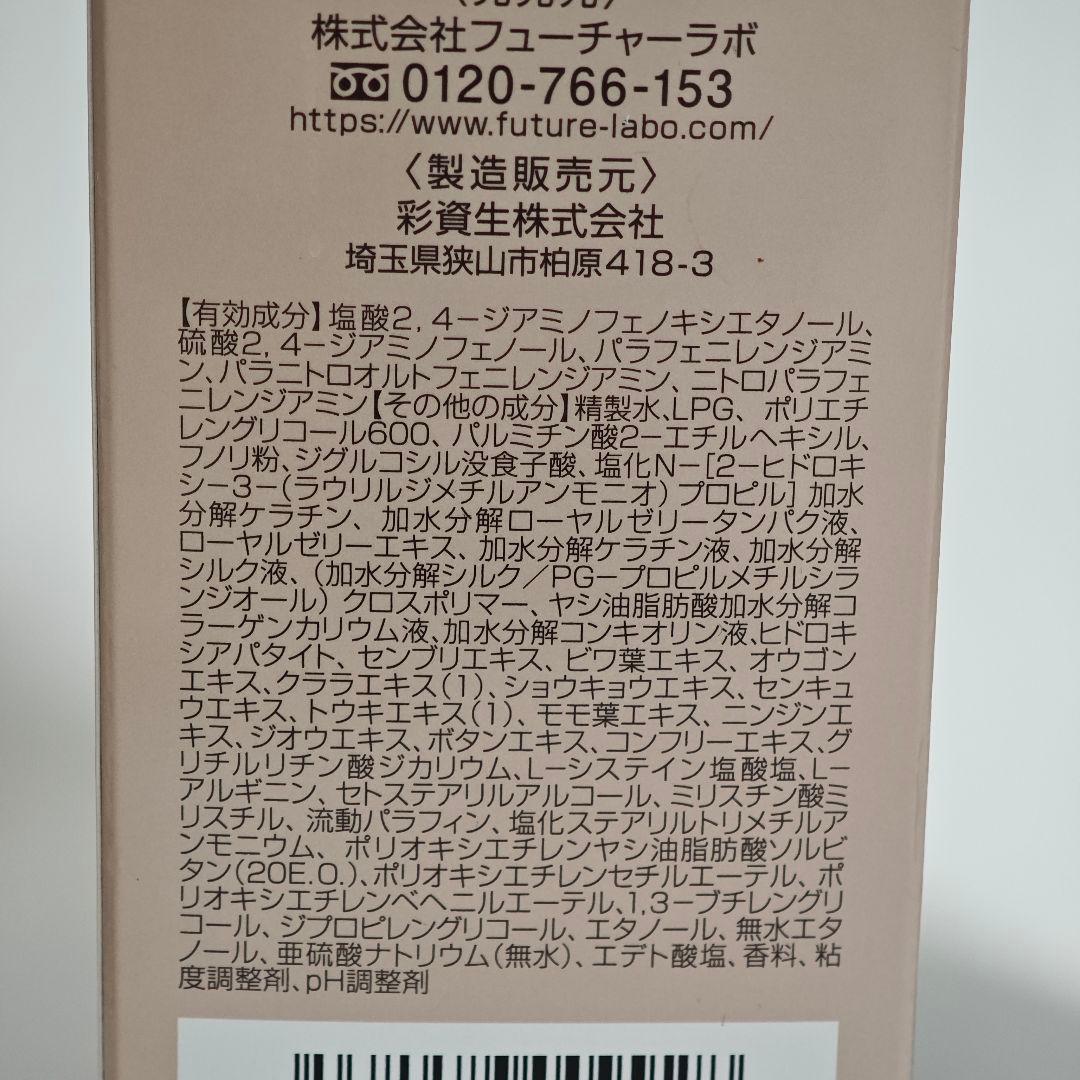 株式会社フューチャーラボ
0120-766-153
https://www.future-labo.com/
〈製造販売元〉
彩資生株式会社
埼玉県狭山市柏原418-3
【有効成分】塩酸2, 4−ジアミノフェノキシエタノール、
硫酸2, 4−ジアミノフェノール、パラフェニレンジアミ
ン、パラニトロオルトフェニレンジアミン、ニトロパラフェ
ニレンジアミン【その他の成分】精製水、LPG、ポリエチ
レングリコール600、パルミチン酸2−エチルヘキシル、
フノリ粉、ジグルコシル没食子酸、塩化N−[2−ヒドロキ
シ−3−(ラウリルジメチルアンモニオ) プロピル] 加水
分解ケラチン、加水分解ローヤルゼリータンパク液、
ローヤルゼリーエキス、加水分解ケラチン液、加水分解
シルク液、(加水分解シルク／PG−プロピルメチルシラ
ンジオール) クロスポリマー、ヤシ油脂肪酸加水分解コ
ラーゲンカリウム液、加水分解コンキオリン液、ヒドロキ
シアパタイト、センブリエキス、ビワ葉エキス、オウゴン
エキス、クララエキス(1)、ショウキョウエキス、センキュ
ウエキス、トウキエキス(1)、モモ葉エキス、ニンジンエ
キス、ジオウエキス、ボタンエキス、コンフリーエキス、グ
リチルリチン酸ジカリウム、L−システイン塩酸塩、L−
アルギニン、セトステアリルアルコール、ミリスチン酸ミ
リスチル、流動パラフィン、塩化ステアリルトリメチルア
ンモニウム、ポリオキシエチレンヤシ油脂肪酸ソルビ
タン(20E.O.)、ポリオキシエチレンセチルエーテル、ポ
リオキシエチレンベヘニルエーテル、1,3−ブチレングリ
コール、ジプロピレングリコール、エタノール、無水エタ
ノール、亜硫酸ナトリウム(無水)、エデト酸塩、香料、粘
度調整剤、pH調整剤